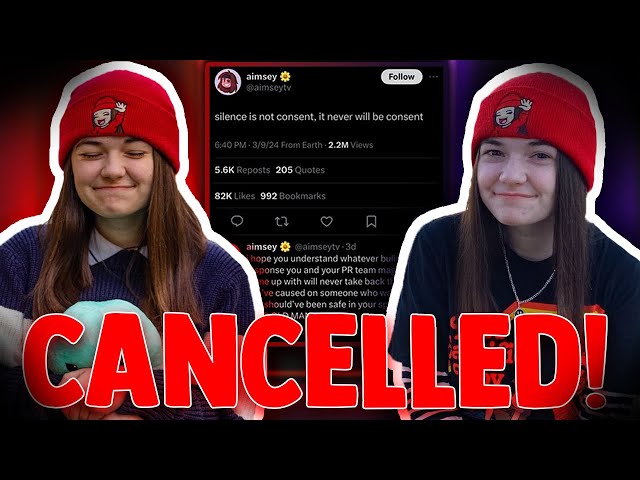 aimsey
@aimseytv
Follow
silence is not consent, it never will be consent
6:40 PM · 3/9/24 From Earth · 2.2M Views
5.6K Reposts 205 Quotes
82K Likes 992 Bookmarks
aimsey @aimseytv · 3d
hope you understand whatever
you and your PR team
up with will never take back
caused on someone who
should've been safe in your
CANCELLED!